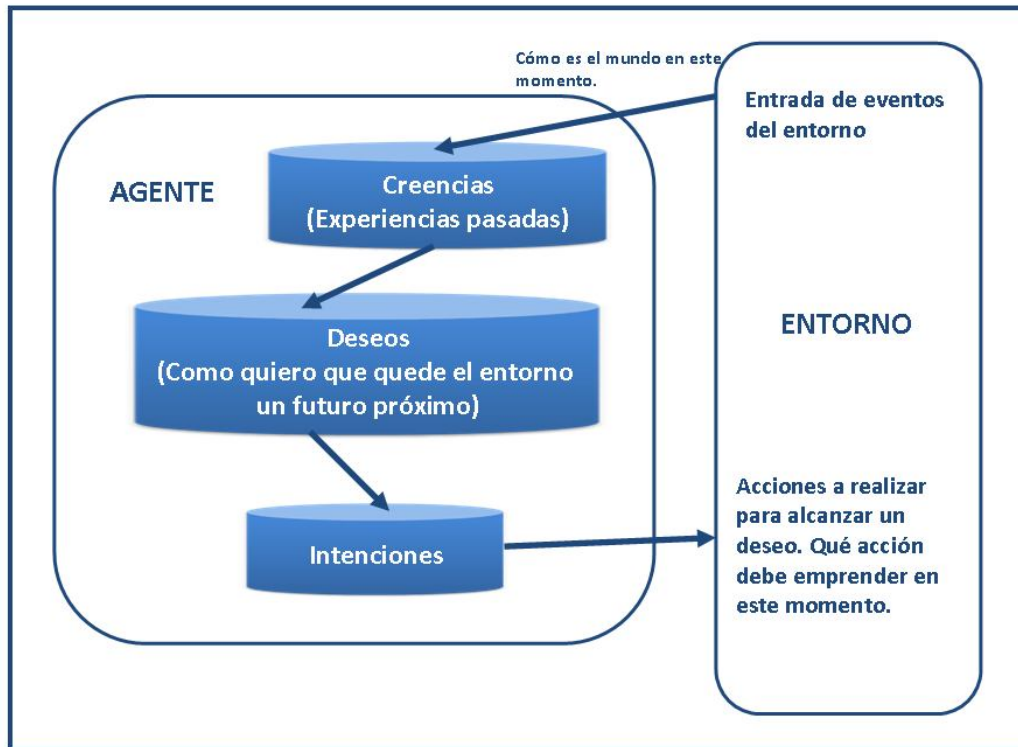 Cómo es el mundo en este
momento.
Entrada de eventos
del entorno
AGENTE
Creencias
(Experiencias pasadas)
Deseos
(Como quiero que quede el entorno
un futuro próximo)
ENTORNO
Intenciones
Acciones a realizar
para alcanzar un
deseo. Qué acción
debe emprender en
este momento.